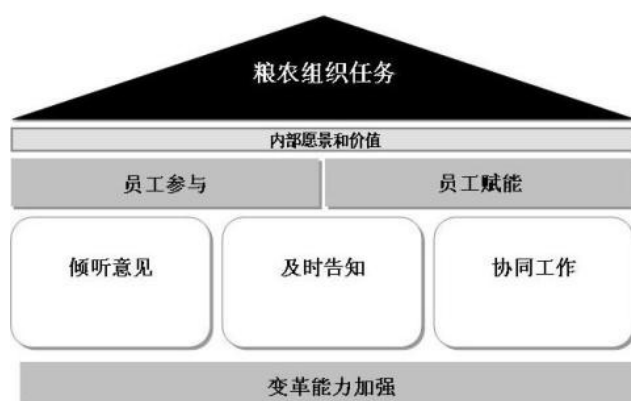 粮农组织任务
内部愿景和价值
员工参与
员工赋能
倾听意见
及时告知
协同工作
变革能力加强